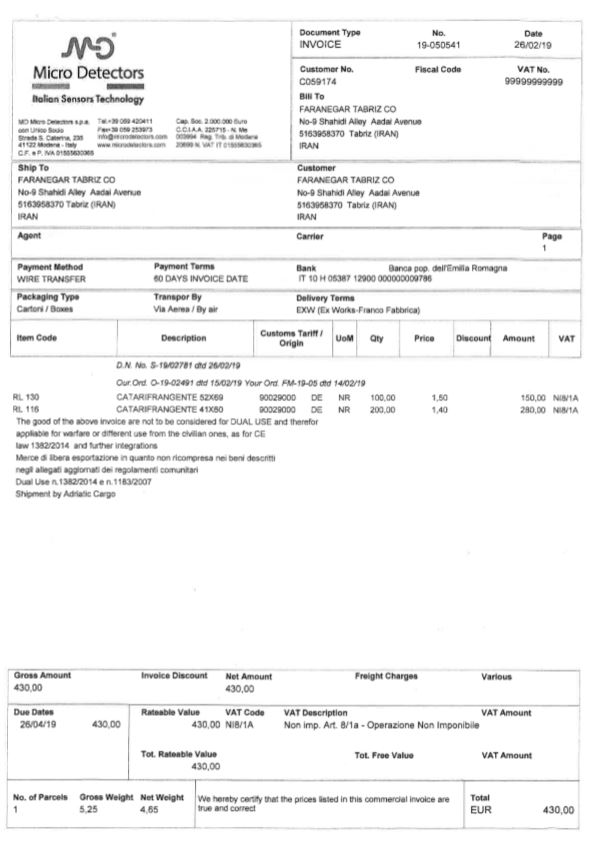 Micro Detectors
Italian Sensors Technology
MD Micro Detectors s.p.a. Tel.+39 059 420411 Cap. Soc. 2.000.000 Euro
con Unico Socio Fax+39 059 253973 C.C.I.A.A. 225715 - N. Me
Strada S. Caterina, 235 info@microdetectors.com 003994 Reg. Trib. di Modena
41122 Modena - Italy www.microdetectors.com
C.F. e P. IVA 01555630365
Document Type No. Date
INVOICE 19-050541 26/02/19
Customer No. Fiscal Code VAT No.
C059174 99999999999
Bill To
FARANEGAR TABRIZ CO
No-9 Shahidi Alley Aadai Avenue
5163958370 Tabriz (IRAN)
IRAN
Ship To
FARANEGAR TABRIZ CO
No-9 Shahidi Alley Aadai Avenue
5163958370 Tabriz (IRAN)
IRAN
Customer
FARANEGAR TABRIZ CO
No-9 Shahidi Alley Aadai Avenue
5163958370 Tabriz (IRAN)
IRAN
Agent Carrier Page
1
Payment Method Payment Terms Bank Banca pop. dell'Emilia Romagna
WIRE TRANSFER 60 DAYS INVOICE DATE IT 10 H 05387 12900 000000009786
Packaging Type Transpor By Delivery Terms
Cartoni / Boxes Via Aerea / By air EXW (Ex Works-Franco Fabbrica)
Item Code Description Customs Tariff / Origin UoM Qty Price Discount Amount VAT
D.N. No. S-19/02781 dtd 26/02/19
Our.Ord. O-19-02491 dtd 15/02/19 Your Ord. FM-19-05 dtd 14/02/19
RL 130 CATARIFRANGENTE 52X69 90029000 DE NR 100,00 1,50 150,00 NI8/1A
RL 116 CATARIFRANGENTE 41X60 90029000 DE NR 200,00 1,40 280,00 NI8/1A
The good of the above invoice are not to be considered for DUAL USE and therefor
appliable for warfare or different use from the civilian ones, as for CE
law 1382/2014 and further integrations
Merce di libera esportazione in quanto non ricompresa nei beni descritti
negli allegati aggiornati dei regolamenti comunitari
Dual Use n.1382/2014 e n.1183/2007
Shipment by Adriatic Cargo
Gross Amount Invoice Discount Net Amount Freight Charges Various
430,00 430,00
Due Dates Rateable Value VAT Code VAT Description VAT Amount
26/04/19 430,00 430,00 NI8/1A Non imp. Art. 8/1a - Operazione Non Imponibile
Tot. Rateable Value Tot. Free Value VAT Amount
430,00
No. of Parcels Gross Weight Net Weight We hereby certify that the prices listed in this commercial invoice are Total
1 5,25 4,65 true and correct EUR 430,00